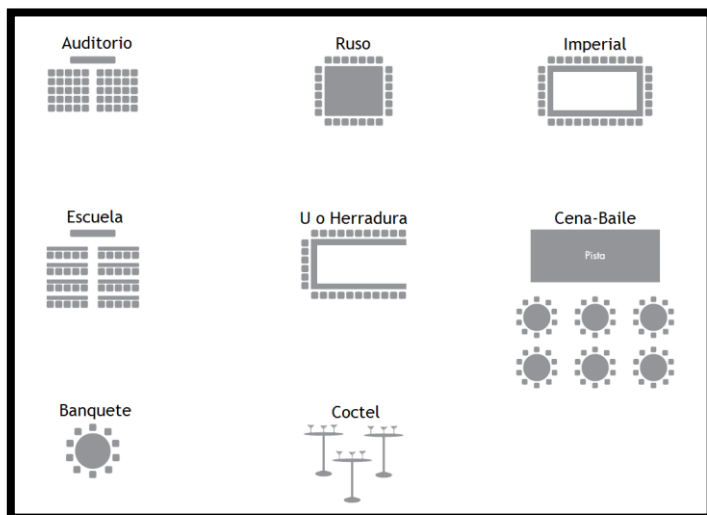 Auditorio
Ruso
Imperial
Escuela
U o Herradura
Cena-Baile
Pista
Banquete
Coctel